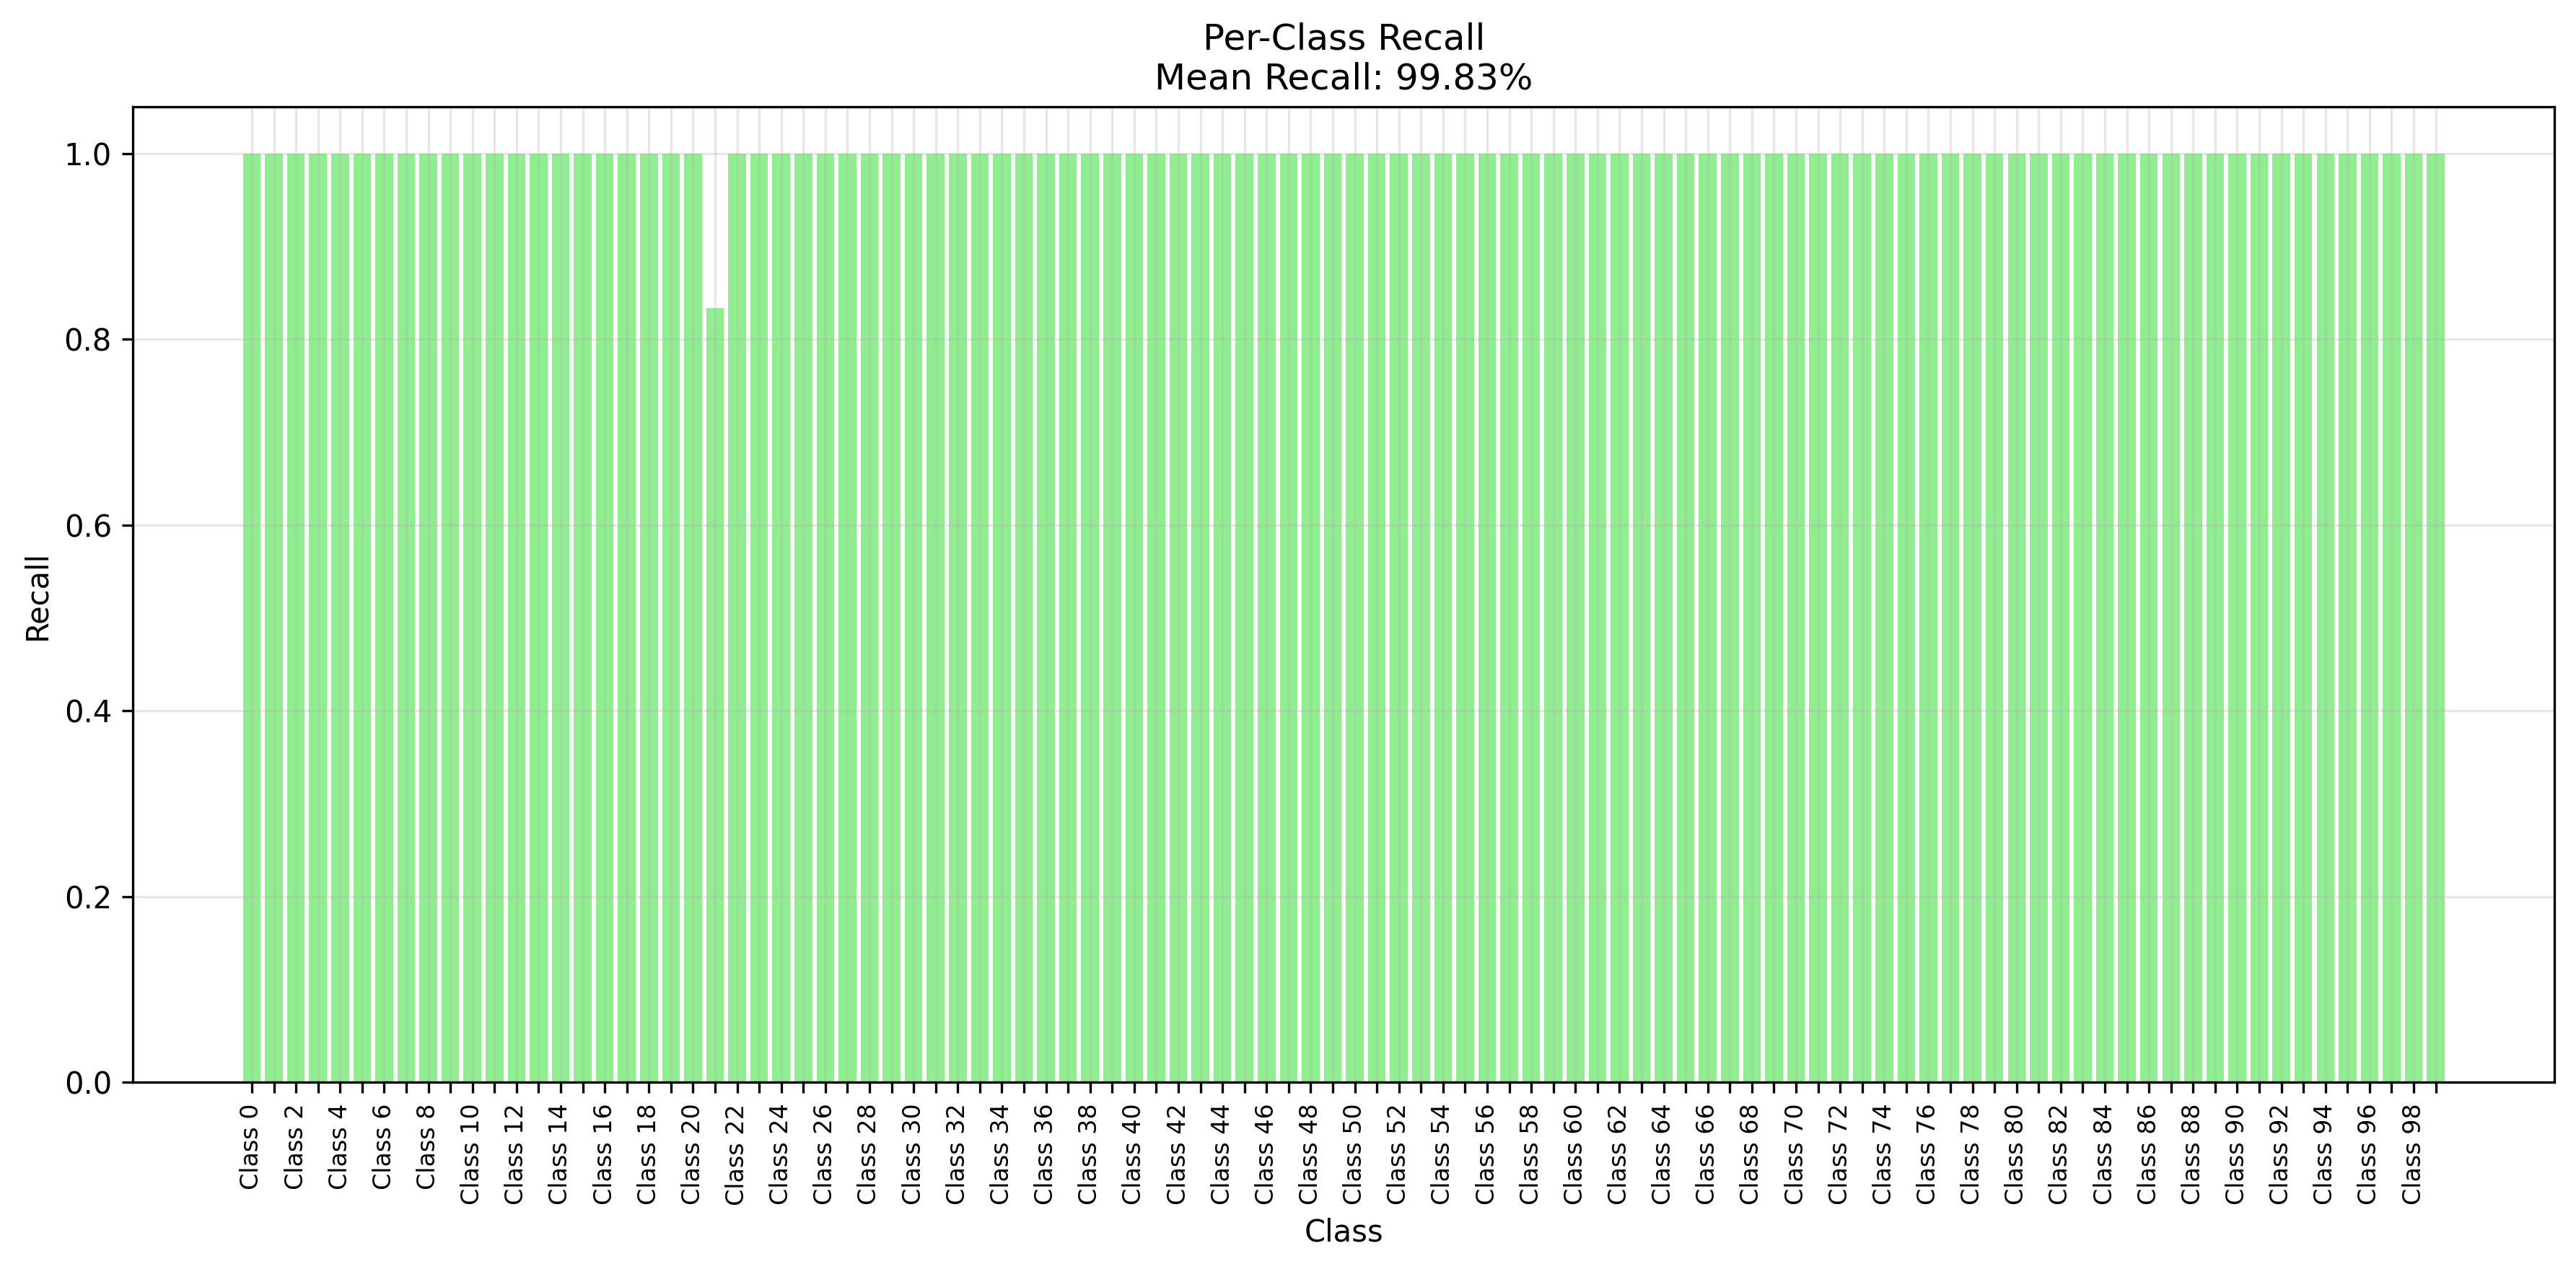 Per-Class Recall
Mean Recall: 99.83%
1.0
0.8
0.6
0.4
0.2
0.0
Recall
Class 0
Class 2
Class 4
Class 6
Class 8
Class 10
Class 12
Class 14
Class 16
Class 18
Class 20
Class 22
Class 24
Class 26
Class 28
Class 30
Class 32
Class 34
Class 36
Class 38
Class 40
Class 42
Class 44
Class 46
Class 48
Class 50
Class 52
Class 54
Class 56
Class 58
Class 60
Class 62
Class 64
Class 66
Class 68
Class 70
Class 72
Class 74
Class 76
Class 78
Class 80
Class 82
Class 84
Class 86
Class 88
Class 90
Class 92
Class 94
Class 96
Class 98
Class